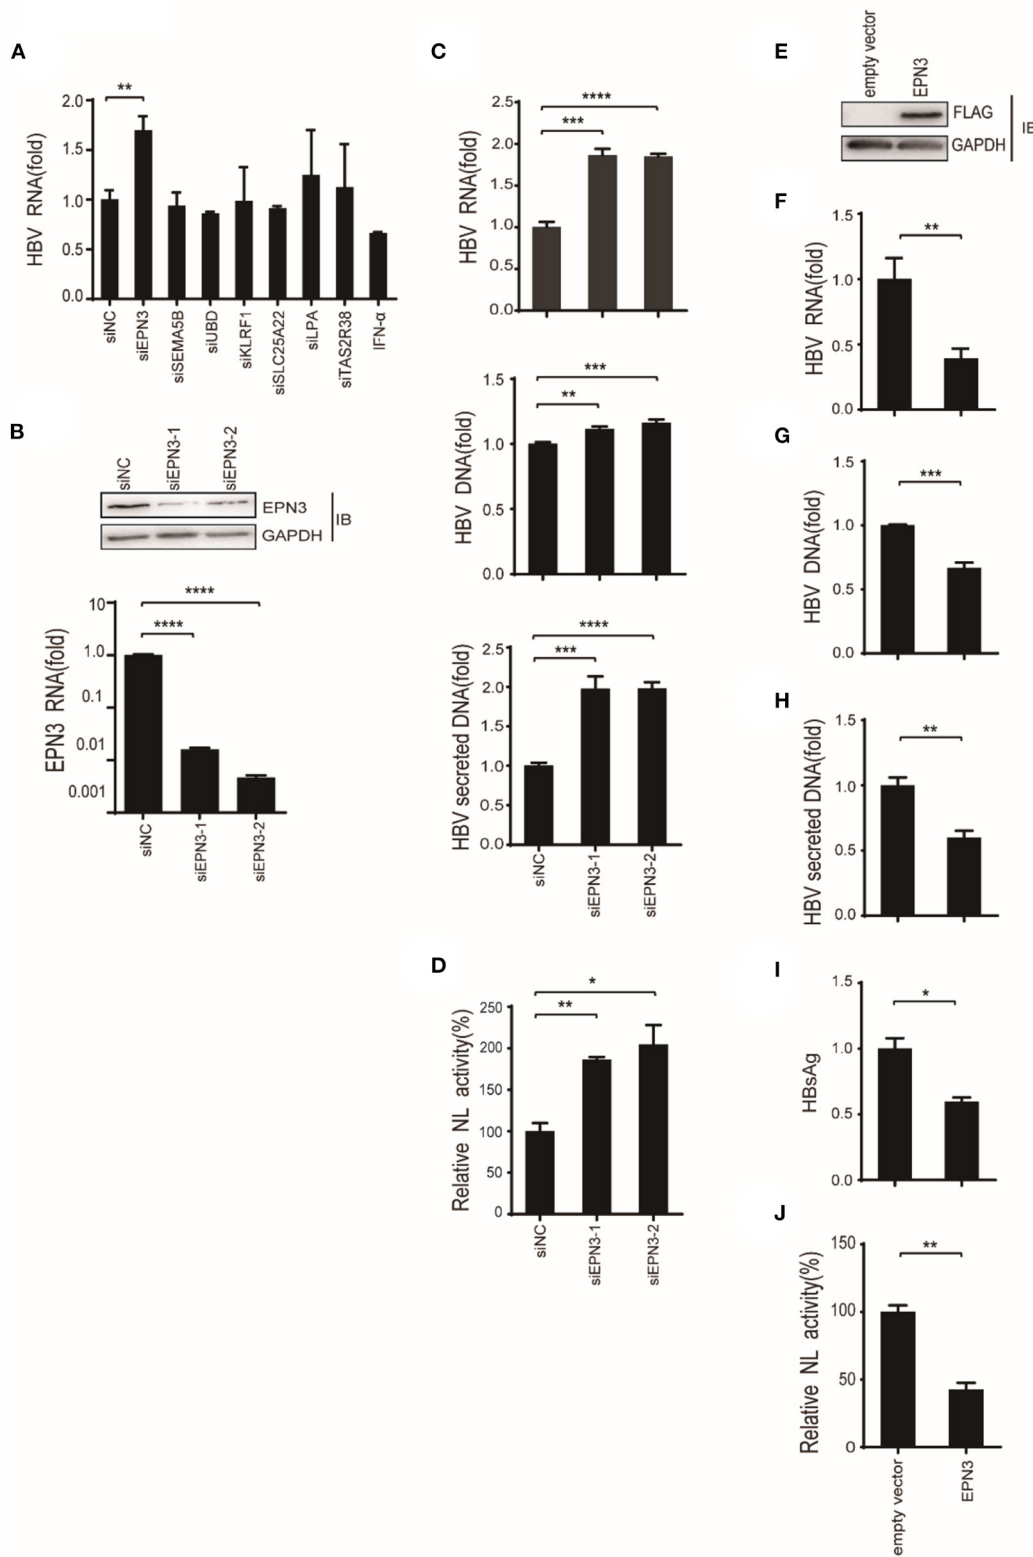 A
**
HBV RNA(fold)
2.0
1.5
1.0
0.5
0.0
siNC
siEPN3
siSEMA5B
siUBD
siKLRF1
siSLC25A22
siLPA
siTAS2R38
IFN-α
B
siNC
siEPN3-1
siEPN3-2
EPN3
GAPDH
IB
****
****
EPN3 RNA(fold)
10
1.0
0.1
0.01
0.001
siNC
siEPN3-1
siEPN3-2
C
****
***
HBV RNA(fold)
2.5
2.0
1.5
1.0
0.5
0.0
***
**
HBV DNA(fold)
1.5
1.0
0.5
0.0
****
***
HBV secreted DNA(fold)
2.5
2.0
1.5
1.0
0.5
0.0
siNC
siEPN3-1
siEPN3-2
D
*
**
Relative NL activity(%)
250
200
150
100
50
0
siNC
siEPN3-1
siEPN3-2
E
empty vector
EPN3
FLAG
GAPDH
IB
F
**
HBV RNA(fold)
1.5
1.0
0.5
0.0
G
***
HBV DNA(fold)
1.5
1.0
0.5
0.0
H
**
HBV secreted DNA(fold)
1.5
1.0
0.5
0.0
I
*
HBsAg
1.5
1.0
0.5
0.0
J
**
Relative NL activity(%)
150
100
50
0
empty vector
EPN3